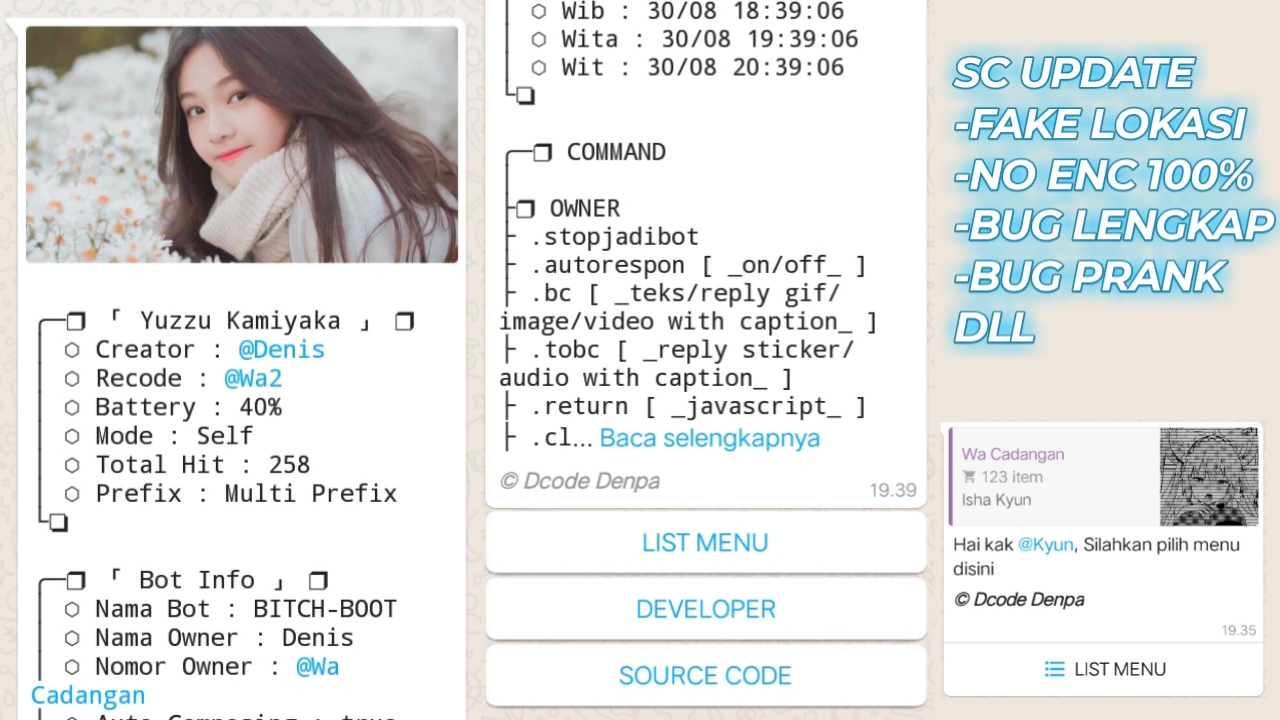 「 Yuzzu Kamiyaka 」
Creator : @Denis
Recode : @Wa2
Battery : 40%
Mode : Self
Total Hit : 258
Prefix : Multi Prefix
「 Bot Info 」
Nama Bot : BITCH-BOOT
Nama Owner : Denis
Nomor Owner : @Wa
Cadangan
Wib : 30/08 18:39:06
Wita : 30/08 19:39:06
Wit : 30/08 20:39:06
COMMAND
OWNER
.stopjadibot
.autorespon [ _on/off_ ]
.bc [ _teks/reply gif/
image/video with caption_ ]
.tobc [ _reply sticker/
audio with caption_ ]
.return [ _javascript_ ]
.cl... Baca selengkapnya
© Dcode Denpa
19.39
LIST MENU
DEVELOPER
SOURCE CODE
SC UPDATE
-FAKE LOKASI
-NO ENC 100%
-BUG LENGKAP
-BUG PRANK
DLL
Wa Cadangan
123 item
Isha Kyun
Hai kak @Kyun, Silahkan pilih menu
disini
© Dcode Denpa
19.35
LIST MENU